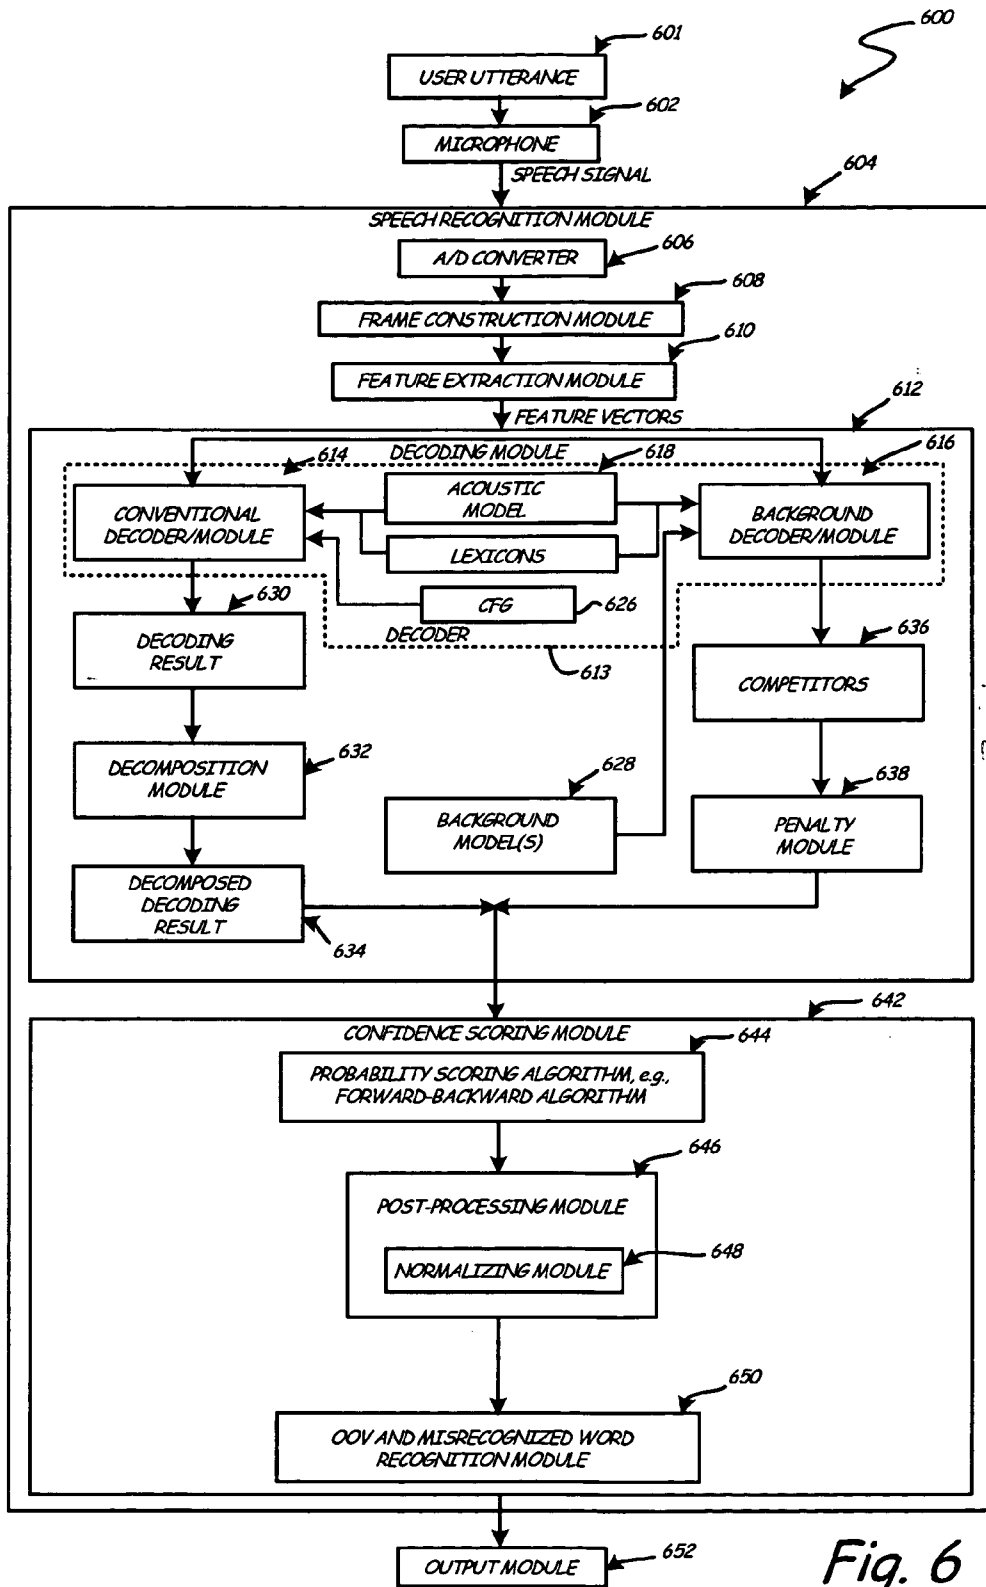 600
601
USER UTTERANCE
602
MICROPHONE
SPEECH SIGNAL
604
SPEECH RECOGNITION MODULE
A/D CONVERTER
606
608
FRAME CONSTRUCTION MODULE
610
FEATURE EXTRACTION MODULE
FEATURE VECTORS
612
DECODING MODULE
614
618
616
CONVENTIONAL
DECODER/MODULE
ACOUSTIC
MODEL
BACKGROUND
DECODER/MODULE
LEXICONS
CFG
626
DECODER
613
630
DECODING
RESULT
636
COMPETITORS
632
DECOMPOSITION
MODULE
628
BACKGROUND
MODEL(S)
638
PENALTY
MODULE
DECOMPOSED
DECODING
RESULT
634
642
CONFIDENCE SCORING MODULE
644
PROBABILITY SCORING ALGORITHM, e.g.,
FORWARD-BACKWARD ALGORITHM
646
POST-PROCESSING MODULE
648
NORMALIZING MODULE
650
OOV AND MISRECOGNIZED WORD
RECOGNITION MODULE
652
OUTPUT MODULE
Fig. 6